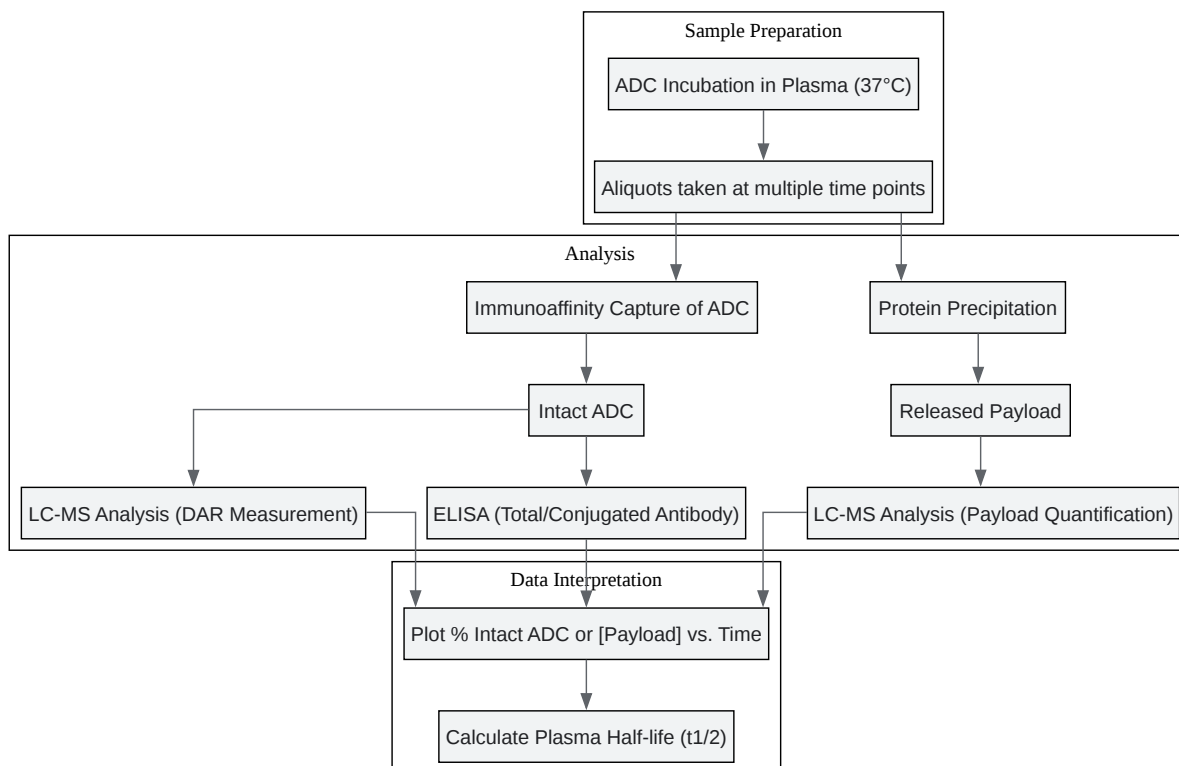 Sample Preparation
ADC Incubation in Plasma (37°C)
Aliquots taken at multiple time points
Analysis
Immunoaffinity Capture of ADC
Protein Precipitation
Intact ADC
Released Payload
LC-MS Analysis (DAR Measurement)
ELISA (Total/Conjugated Antibody)
LC-MS Analysis (Payload Quantification)
Data Interpretation
Plot % Intact ADC or [Payload] vs. Time
Calculate Plasma Half-life (t1/2)